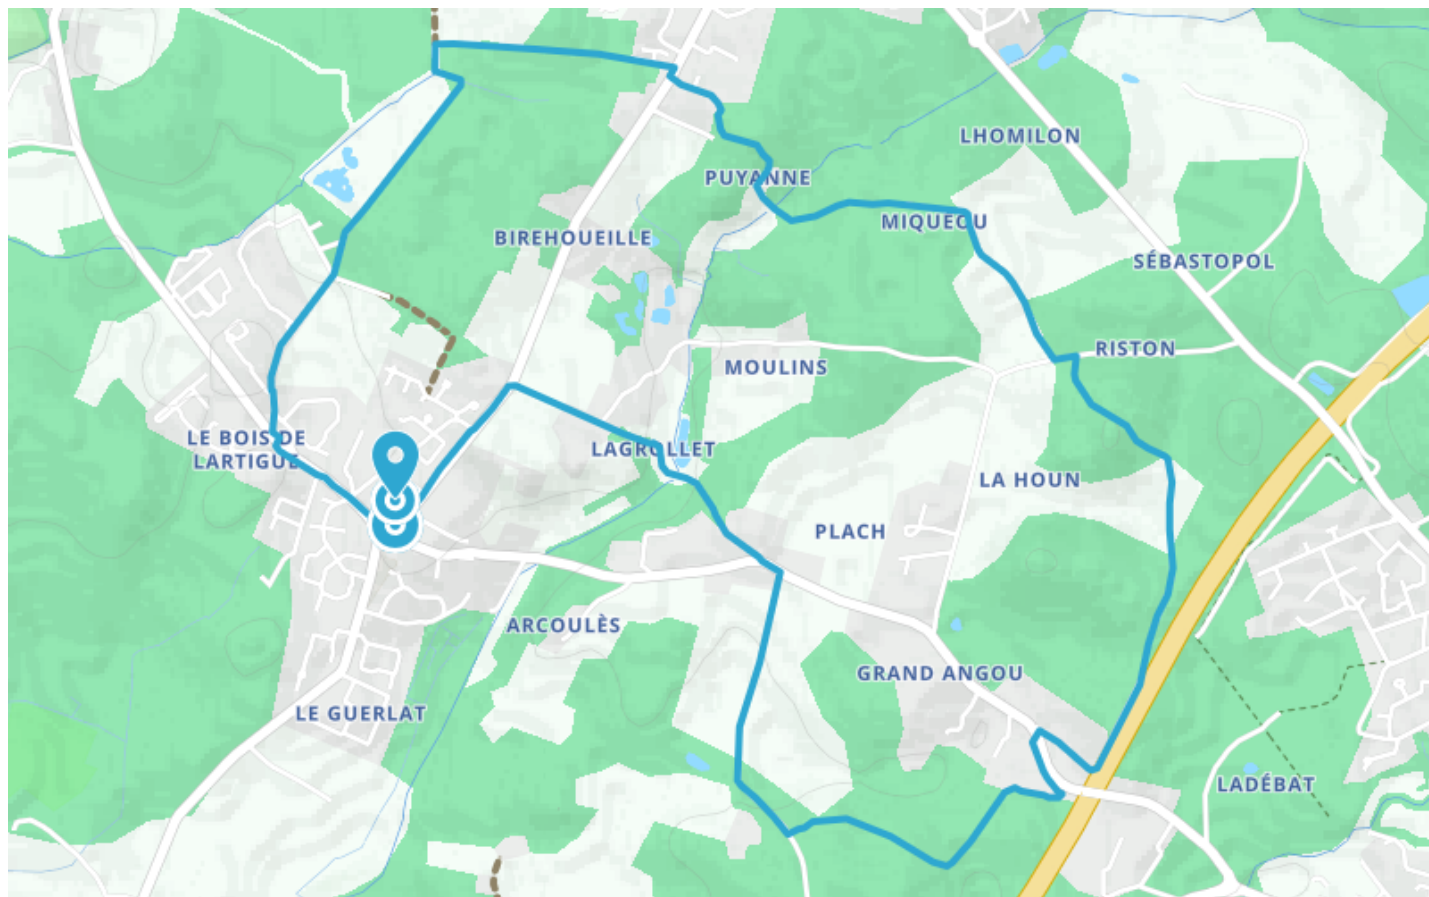 LHOMILON
PUYANNE
MIQUEOU
BIREHOUEILLE
SÉBASTOPOL
RISTON
MOULINS
LE BOIS DE
LARTIGUE
LAGROLLET
LA HOUN
PLACH
ARCOULÈS
GRAND ANGOU
LE GUERLAT
LADÉBAT